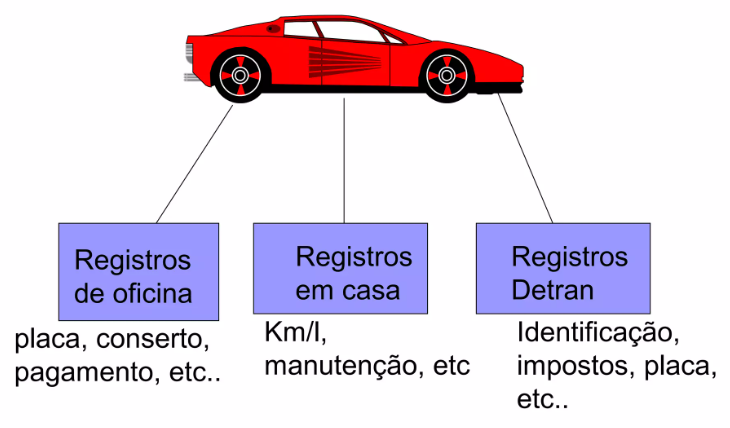 Registros
de oficina
placa, conserto,
pagamento, etc..
Registros
em casa
Km/l,
manutenção, etc
Registros
Detran
Identificação,
impostos, placa,
etc..